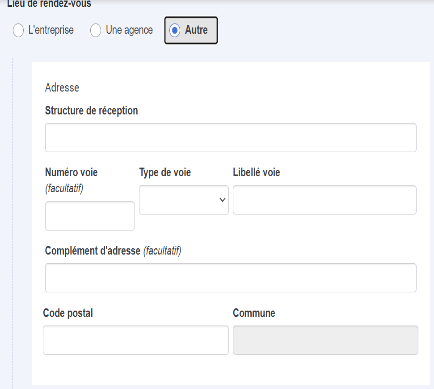 Lieu de rendez-vous
L'entreprise Une agence Autre
Adresse
Structure de réception
Numéro voie Type de voie Libellé voie
(facultatif)
Complément d'adresse (facultatif)
Code postal Commune